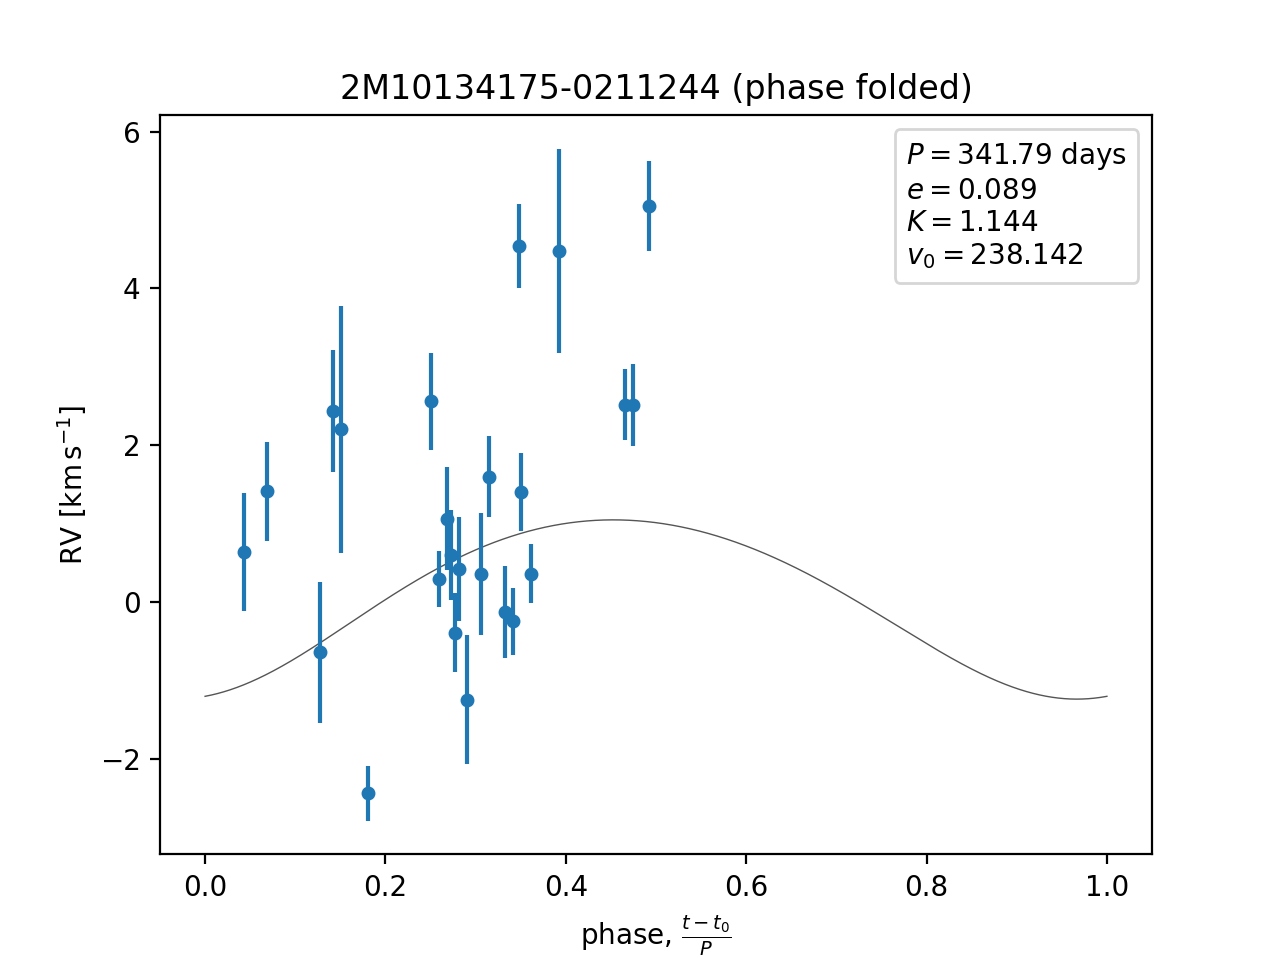 2M10134175-0211244 (phase folded)
P = 341.79 days
e = 0.089
K = 1.144
v₀ = 238.142
RV [km s⁻¹]
6
4
2
0
−2
0.0 0.2 0.4 0.6 0.8 1.0
phase, (t − t₀)/P